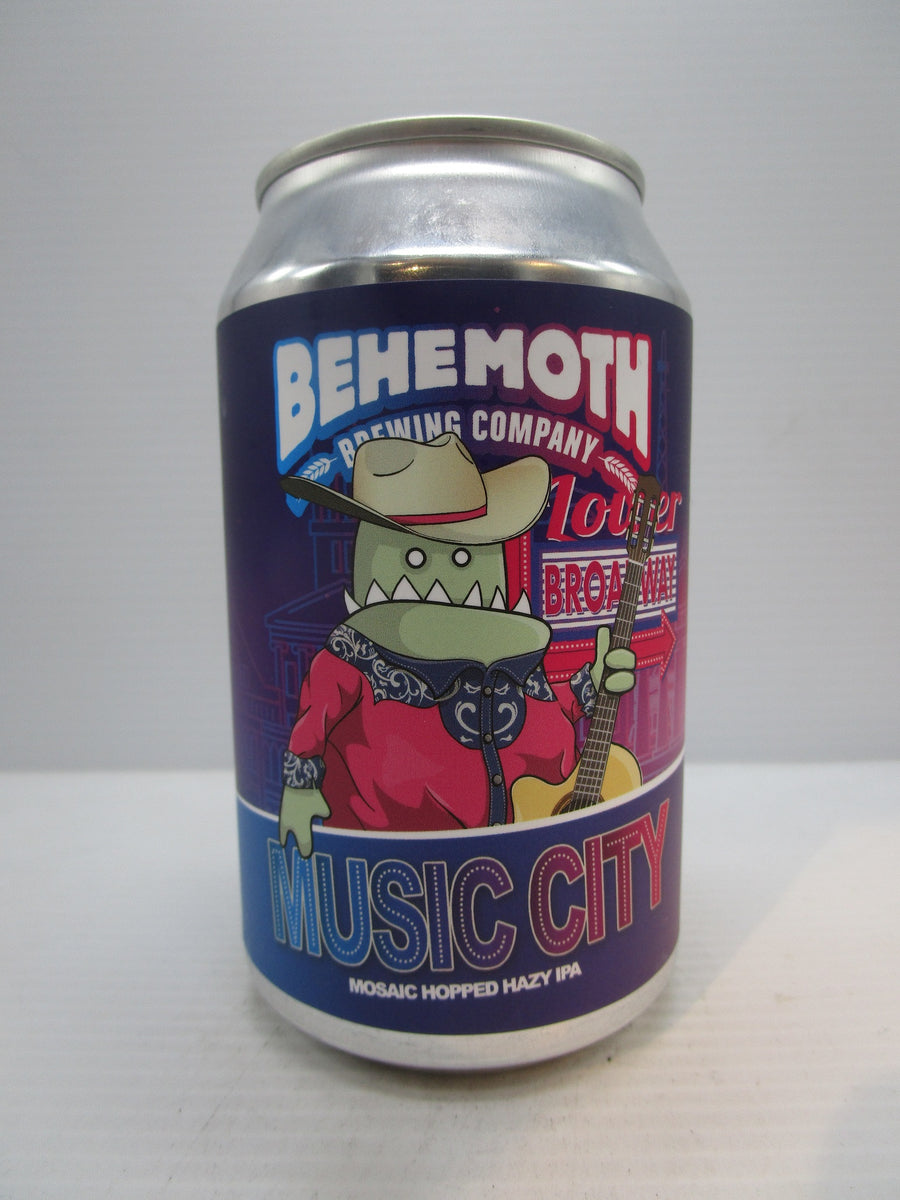 BEHEMOTH
BREWING COMPANY
Lower
BROADWAY
MUSIC CITY
MOSAIC HOPPED HAZY IPA